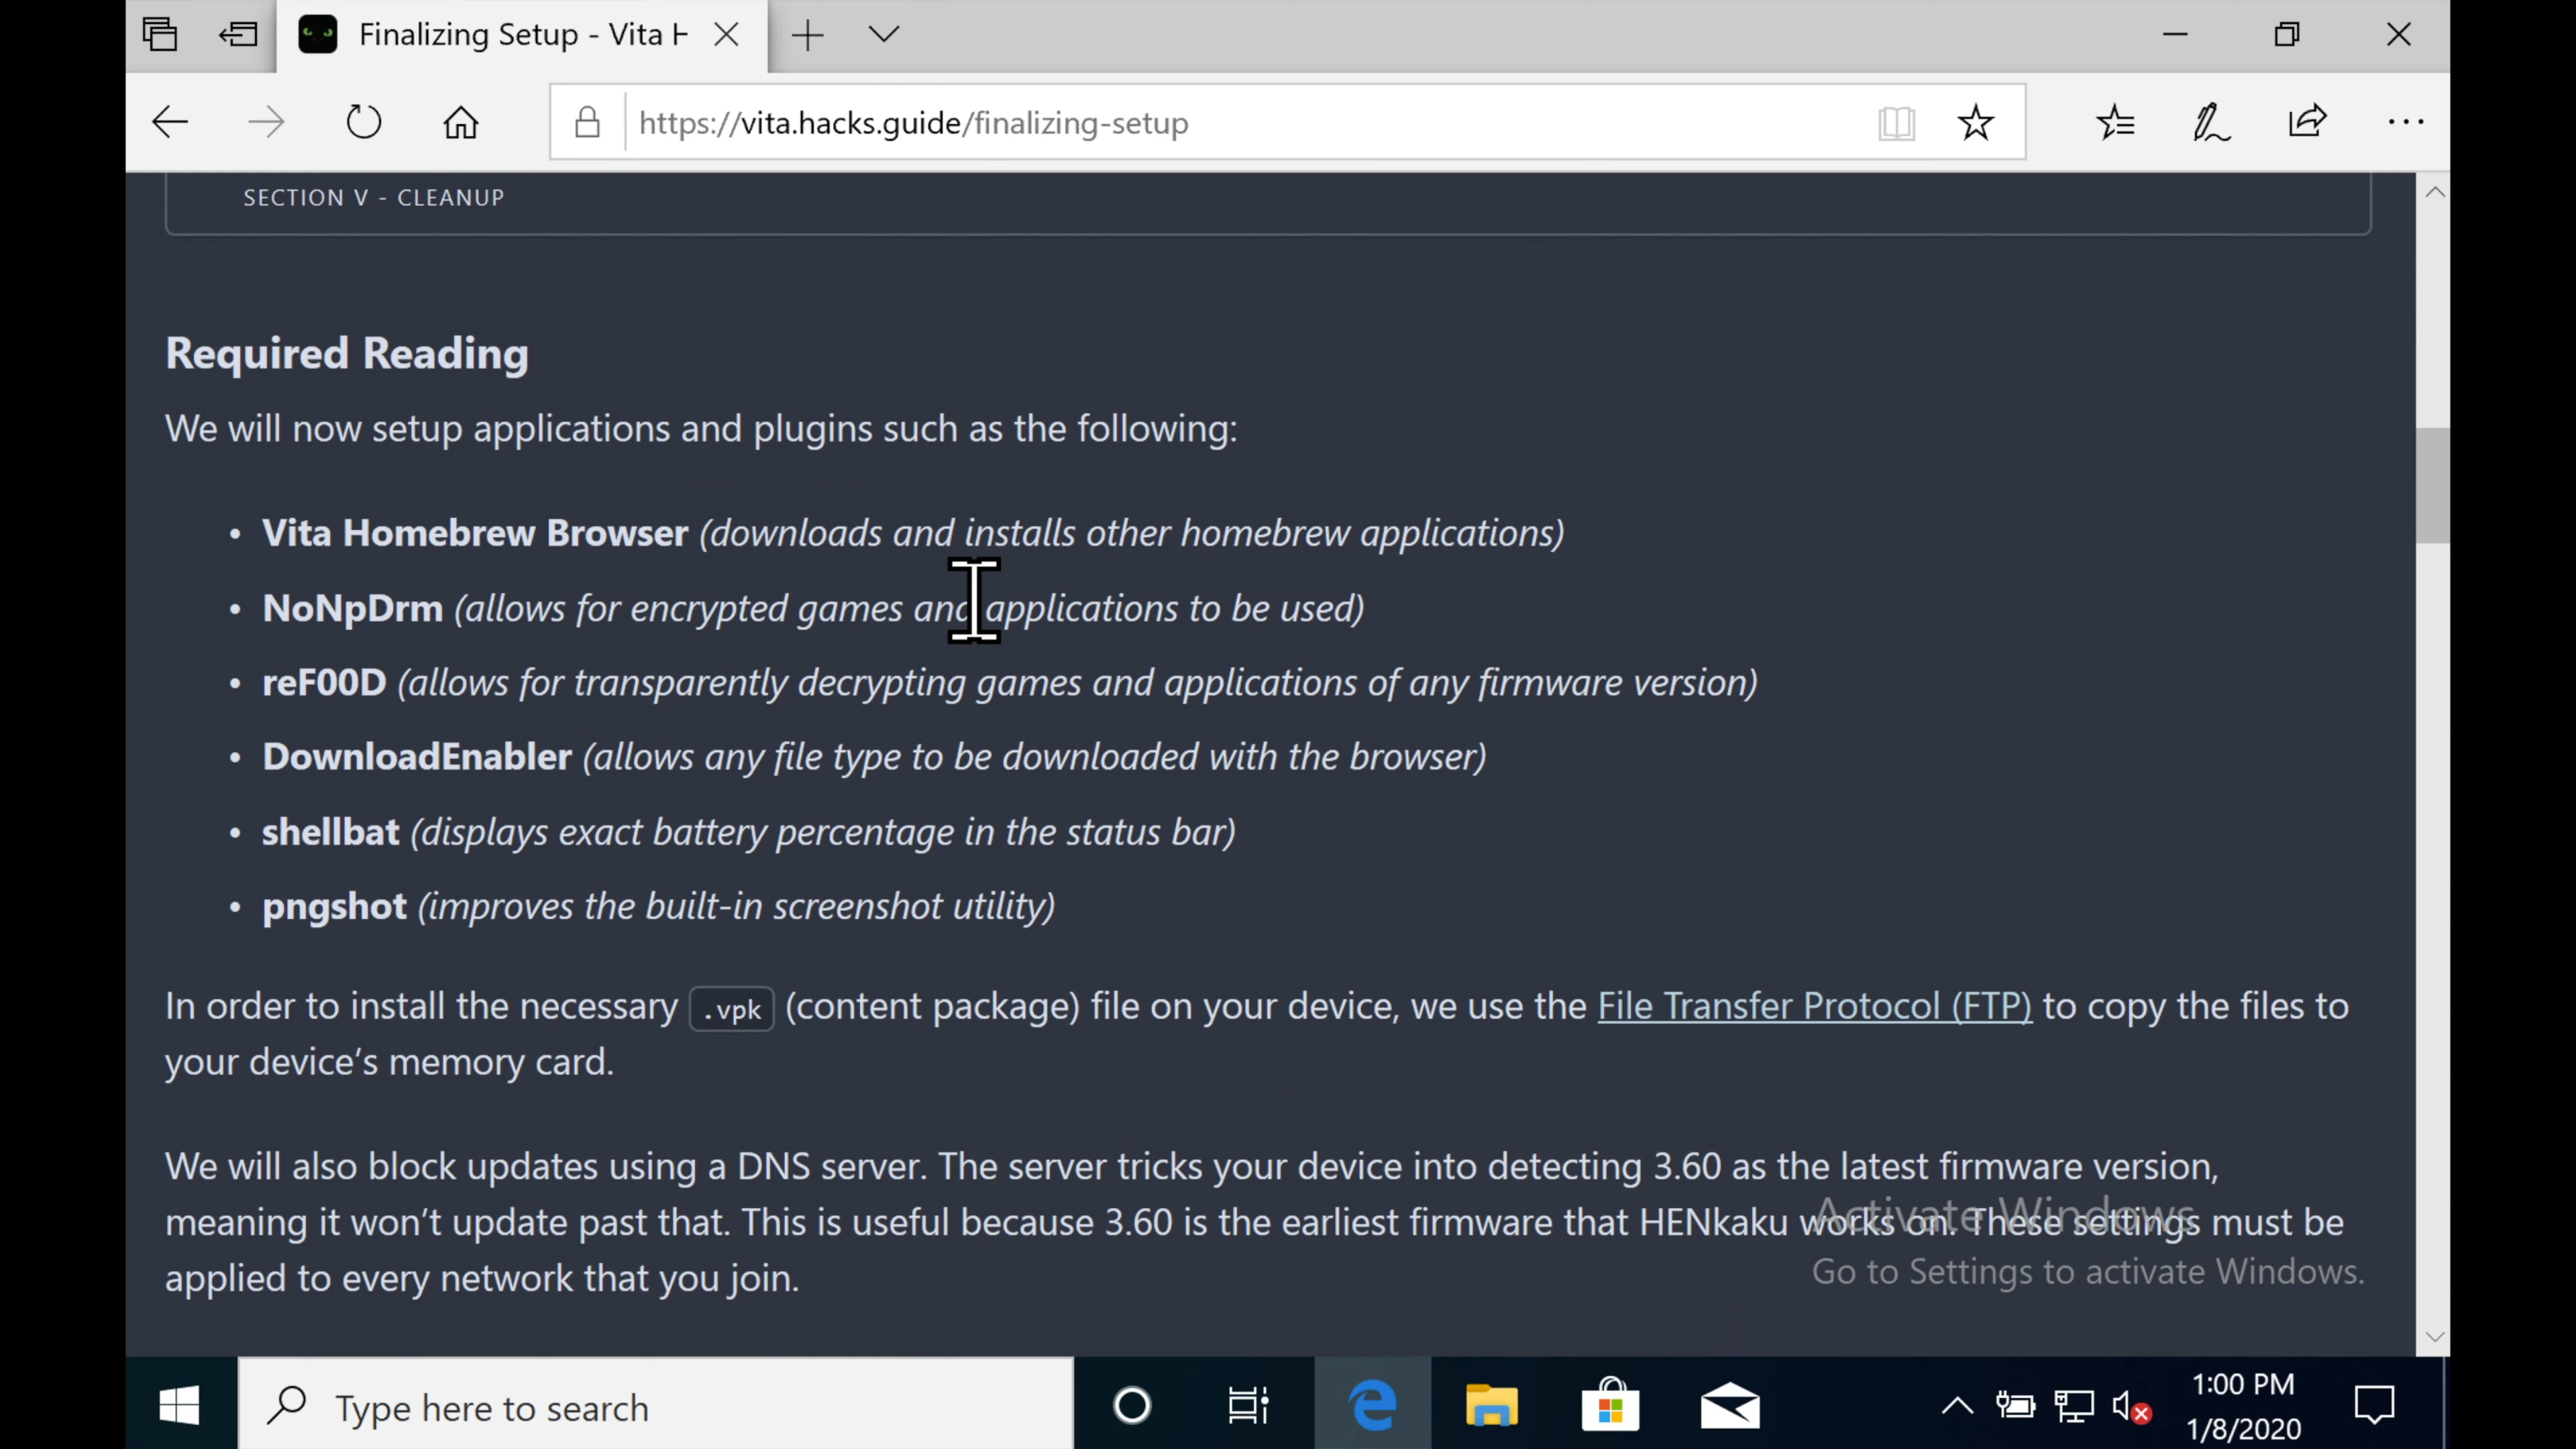 Finalizing Setup - Vita H
https://vita.hacks.guide/finalizing-setup
SECTION V - CLEANUP
Required Reading
We will now setup applications and plugins such as the following:
• Vita Homebrew Browser (downloads and installs other homebrew applications)
• NoNpDrm (allows for encrypted games and applications to be used)
• reF00D (allows for transparently decrypting games and applications of any firmware version)
• DownloadEnabler (allows any file type to be downloaded with the browser)
• shellbat (displays exact battery percentage in the status bar)
• pngshot (improves the built-in screenshot utility)
In order to install the necessary .vpk (content package) file on your device, we use the File Transfer Protocol (FTP) to copy the files to
your device’s memory card.
We will also block updates using a DNS server. The server tricks your device into detecting 3.60 as the latest firmware version,
meaning it won’t update past that. This is useful because 3.60 is the earliest firmware that HENkaku works on. These settings must be
applied to every network that you join.
Activate Windows
Go to Settings to activate Windows.
Type here to search
1:00 PM
1/8/2020